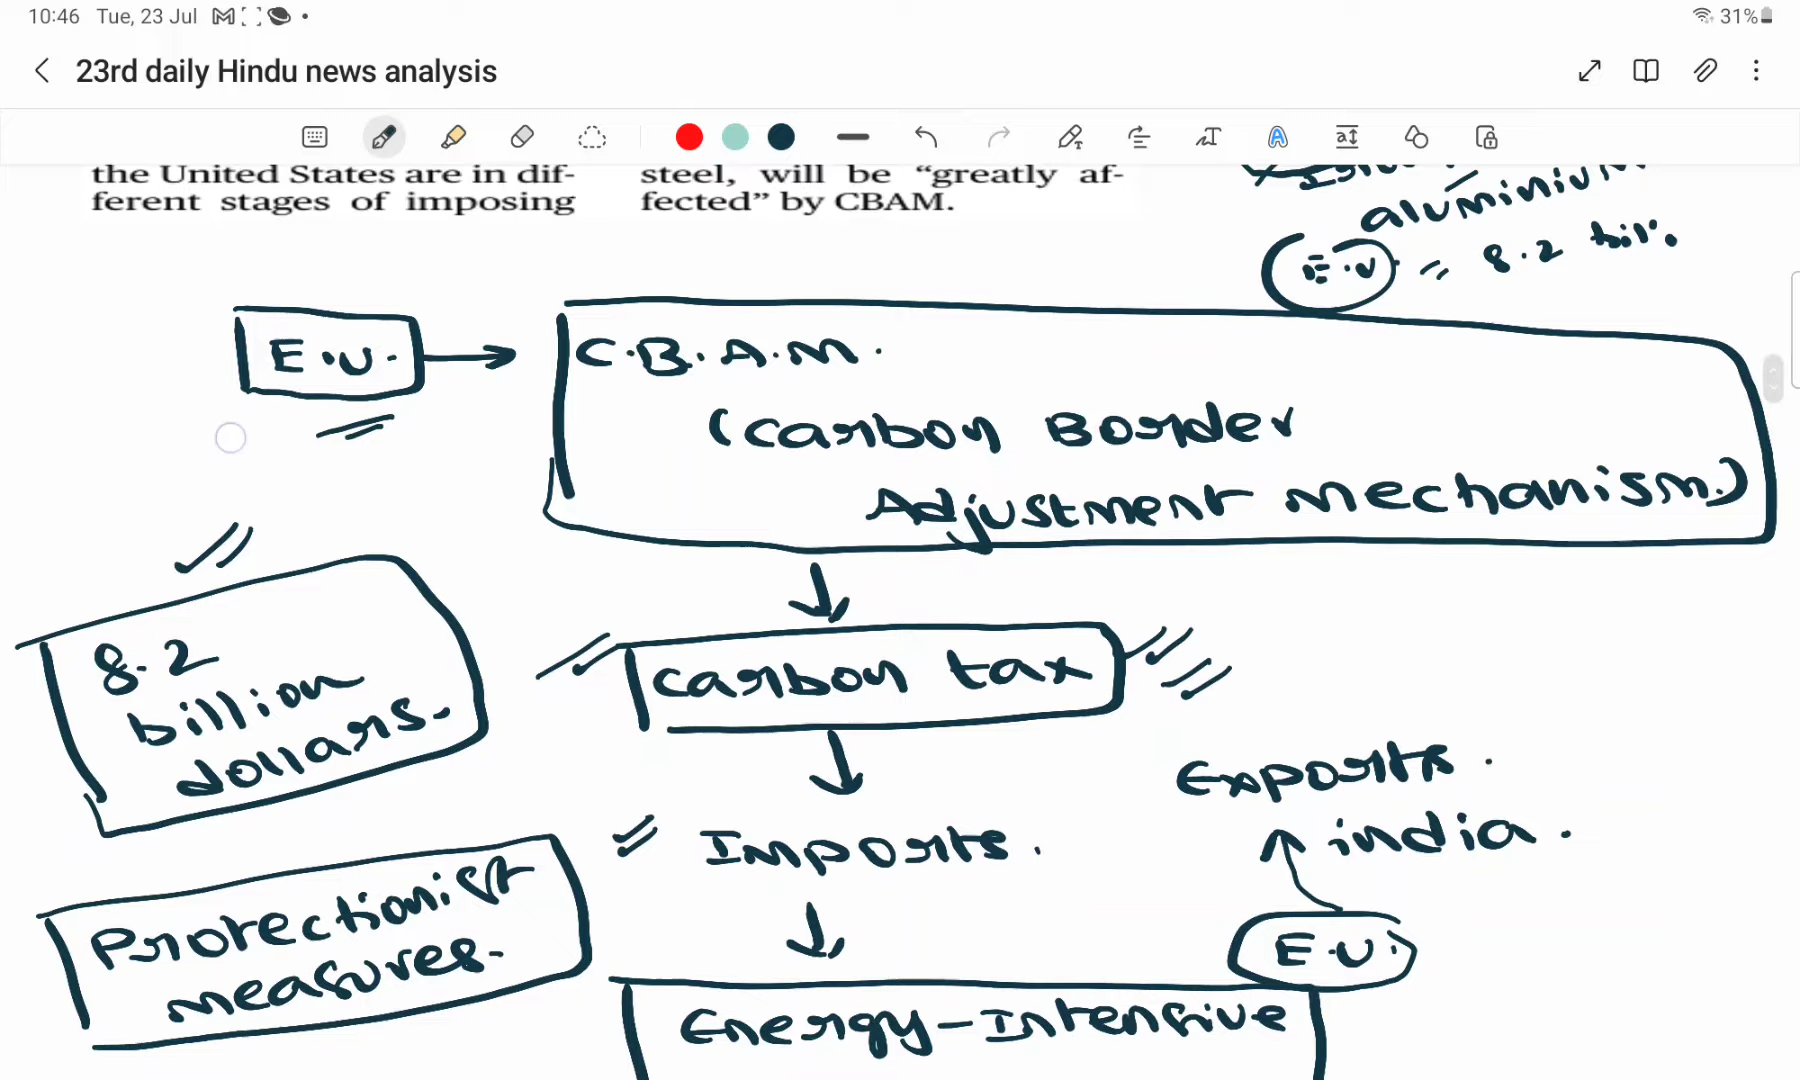 10:46 Tue, 23 Jul
31%
23rd daily Hindu news analysis
the United States are in dif-
ferent stages of imposing
steel, will be “greatly af-
fected” by CBAM.
aluminium
E.U = 8.2 bil.
E.U.
C.B.A.M.
(Carbon Border
Adjustment Mechanism.)
8.2
billion
dollars.
carbon tax
Exports.
india.
Imports.
Protectionist
measures.
E.U.
Energy-Intensive